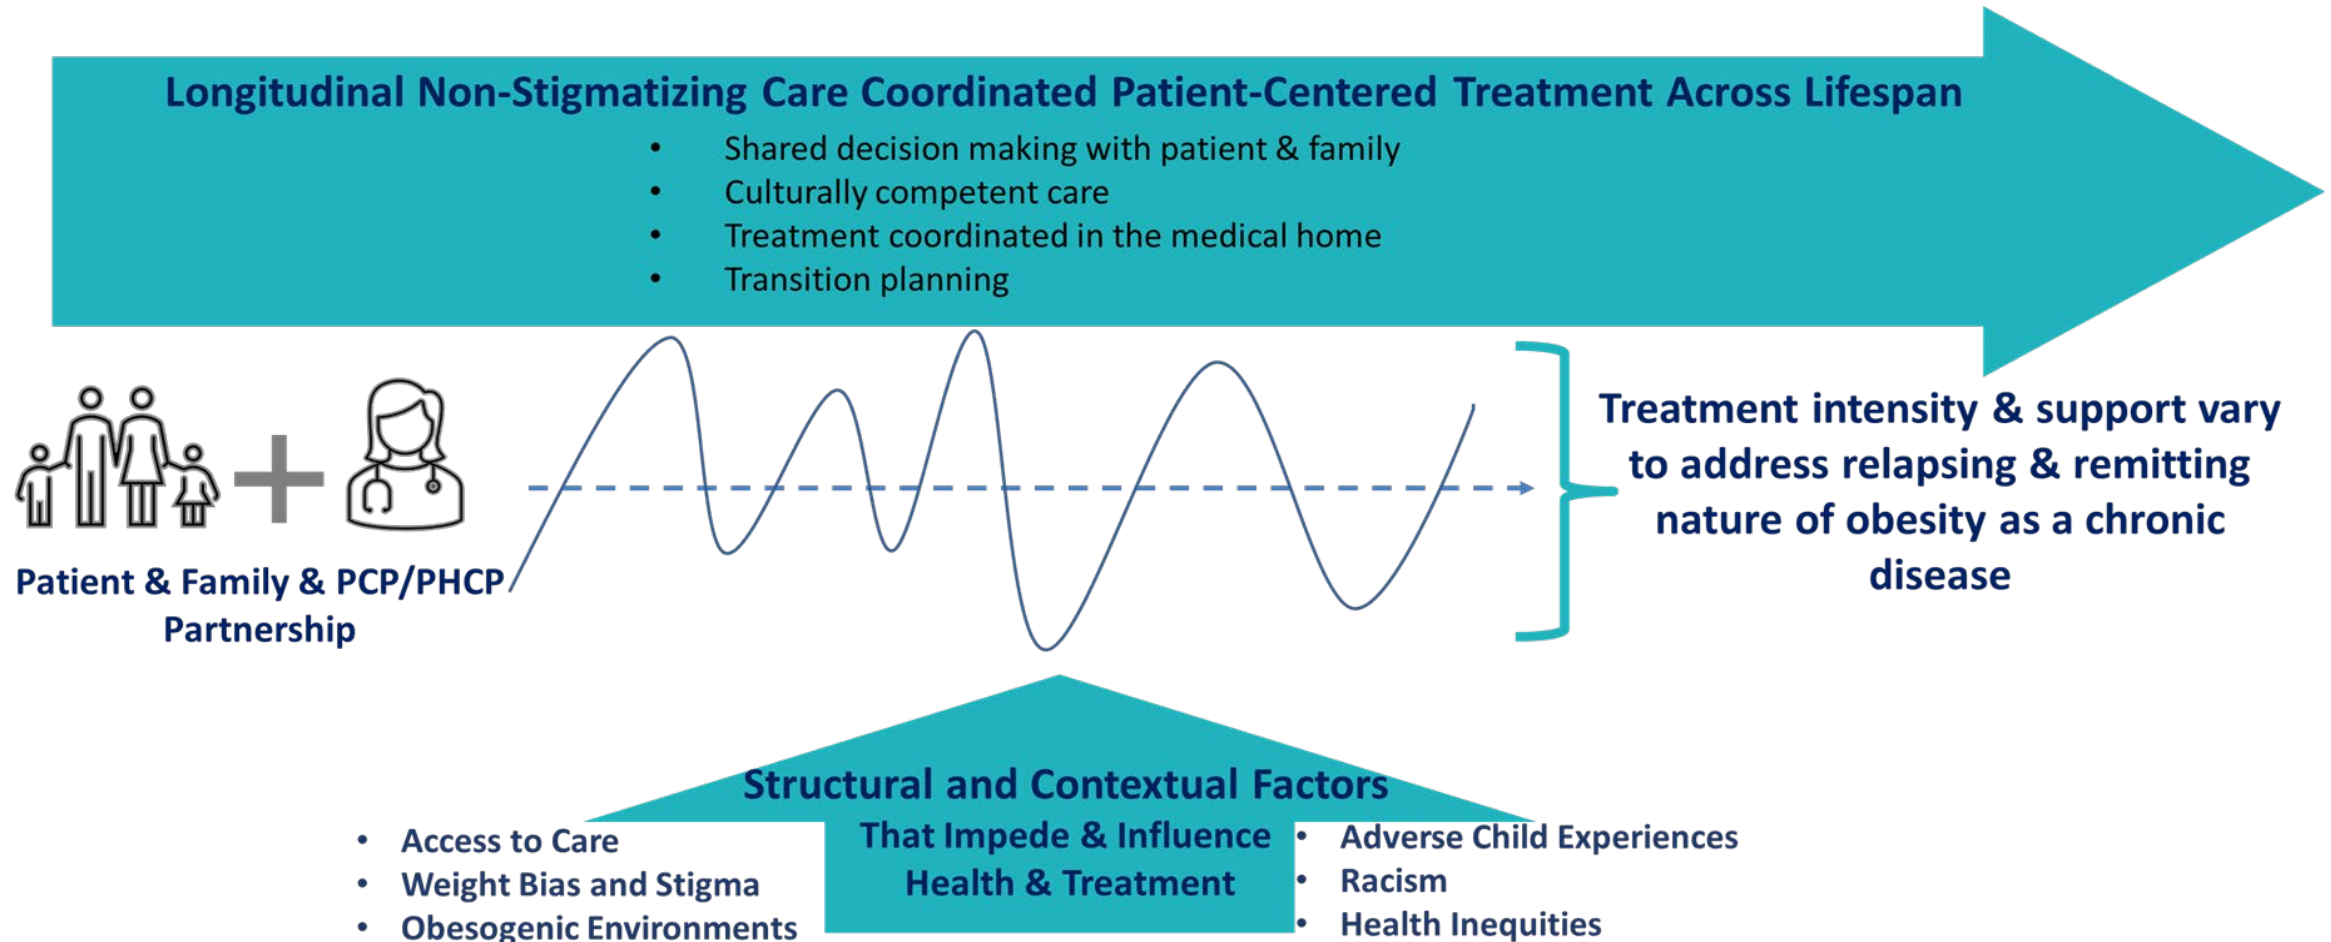 Longitudinal Non-Stigmatizing Care Coordinated Patient-Centered Treatment Across Lifespan
• Shared decision making with patient & family
• Culturally competent care
• Treatment coordinated in the medical home
• Transition planning
Patient & Family & PCP/PHCP
Partnership
Treatment intensity & support vary
to address relapsing & remitting
nature of obesity as a chronic
disease
Structural and Contextual Factors
That Impede & Influence
Health & Treatment
• Access to Care
• Weight Bias and Stigma
• Obesogenic Environments
• Adverse Child Experiences
• Racism
• Health Inequities